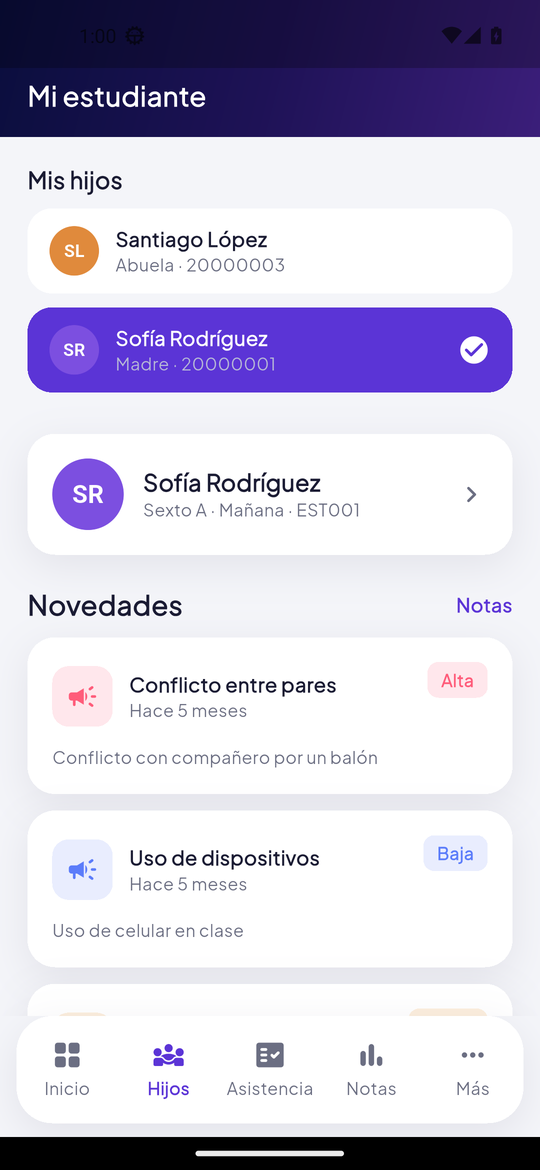 1:00
Mi estudiante
Mis hijos
SL
Santiago López
Abuela · 20000003
SR
Sofía Rodríguez
Madre · 20000001
SR
Sofía Rodríguez
Sexto A · Mañana · EST001
Novedades
Notas
Conflicto entre pares
Alta
Hace 5 meses
Conflicto con compañero por un balón
Uso de dispositivos
Baja
Hace 5 meses
Uso de celular en clase
Inicio
Hijos
Asistencia
Notas
Más